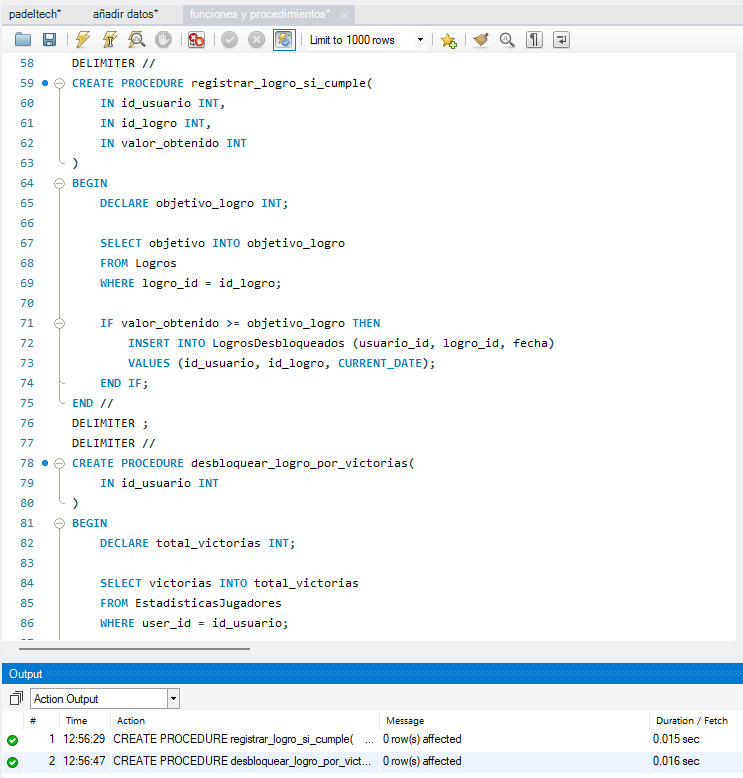 padeltech*  añadir datos*  funciones y procedimientos*
Limit to 1000 rows
58 DELIMITER //
59 CREATE PROCEDURE registrar_logro_si_cumple(
60 IN id_usuario INT,
61 IN id_logro INT,
62 IN valor_obtenido INT
63 )
64 BEGIN
65 DECLARE objetivo_logro INT;
66
67 SELECT objetivo INTO objetivo_logro
68 FROM Logros
69 WHERE logro_id = id_logro;
70
71 IF valor_obtenido >= objetivo_logro THEN
72 INSERT INTO LogrosDesbloqueados (usuario_id, logro_id, fecha)
73 VALUES (id_usuario, id_logro, CURRENT_DATE);
74 END IF;
75 END //
76 DELIMITER ;
77 DELIMITER //
78 CREATE PROCEDURE desbloquear_logro_por_victorias(
79 IN id_usuario INT
80 )
81 BEGIN
82 DECLARE total_victorias INT;
83
84 SELECT victorias INTO total_victorias
85 FROM EstadisticasJugadores
86 WHERE user_id = id_usuario;
Output
Action Output
# Time Action Message Duration / Fetch
1 12:56:29 CREATE PROCEDURE registrar_logro_si_cumple( ... 0 row(s) affected 0.015 sec
2 12:56:47 CREATE PROCEDURE desbloquear_logro_por_vict... 0 row(s) affected 0.016 sec